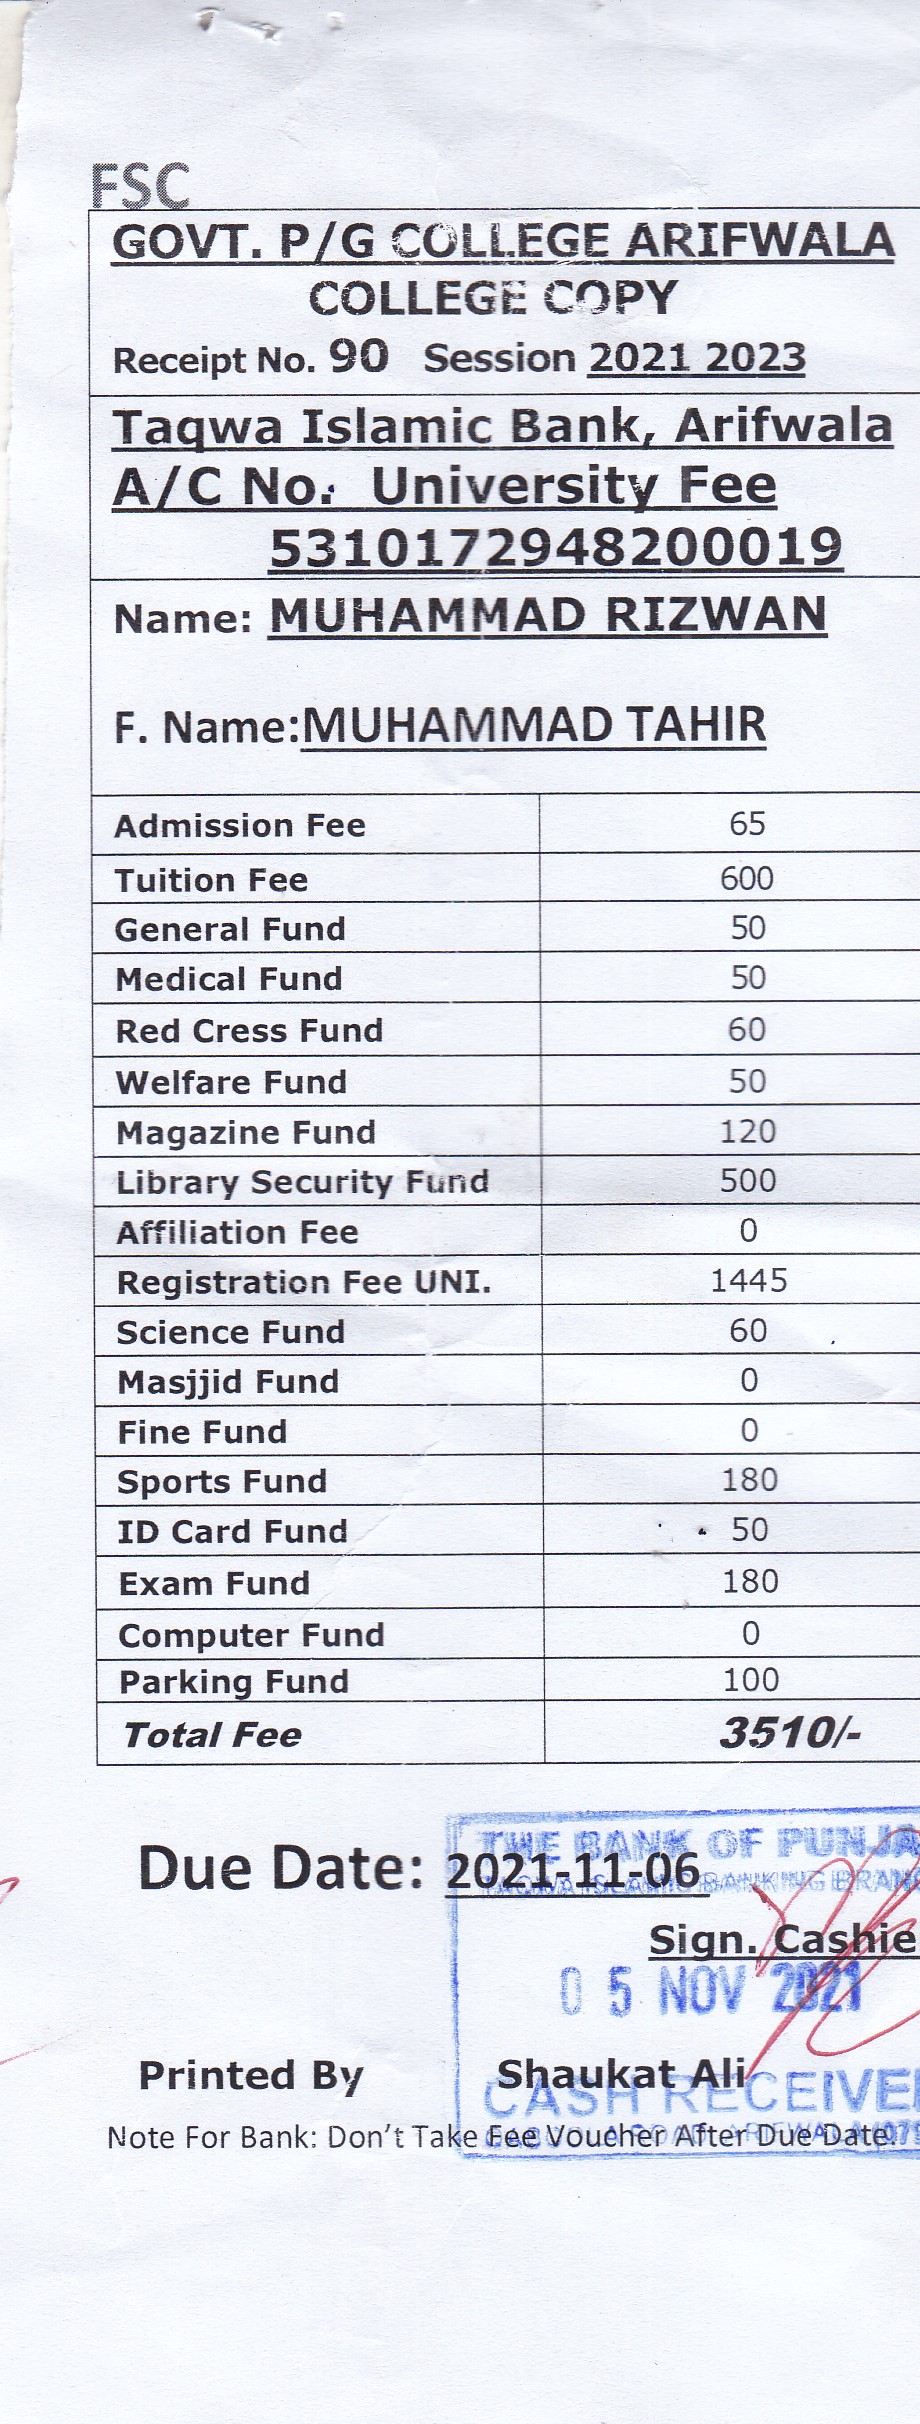 FSC
GOVT. P/G COLLEGE ARIFWALA
COLLEGE COPY
Receipt No. 90 Session 2021 2023
Taqwa Islamic Bank, Arifwala
A/C No. University Fee
5310172948200019
Name: MUHAMMAD RIZWAN
F. Name:MUHAMMAD TAHIR
Admission Fee 65
Tuition Fee 600
General Fund 50
Medical Fund 50
Red Cress Fund 60
Welfare Fund 50
Magazine Fund 120
Library Security Fund 500
Affiliation Fee 0
Registration Fee UNI. 1445
Science Fund 60
Masjjid Fund 0
Fine Fund 0
Sports Fund 180
ID Card Fund 50
Exam Fund 180
Computer Fund 0
Parking Fund 100
Total Fee 3510/-
THE BANK OF PUNJA
Due Date: 2021-11-06
ISLAMIC BANKING BRAN
Sign. Cashie
05 NOV 2021
Printed By Shaukat Ali
CASH RECEIVE
Note For Bank: Don't Take Fee Voucher After Due Date.
ROAD ARIFWALA